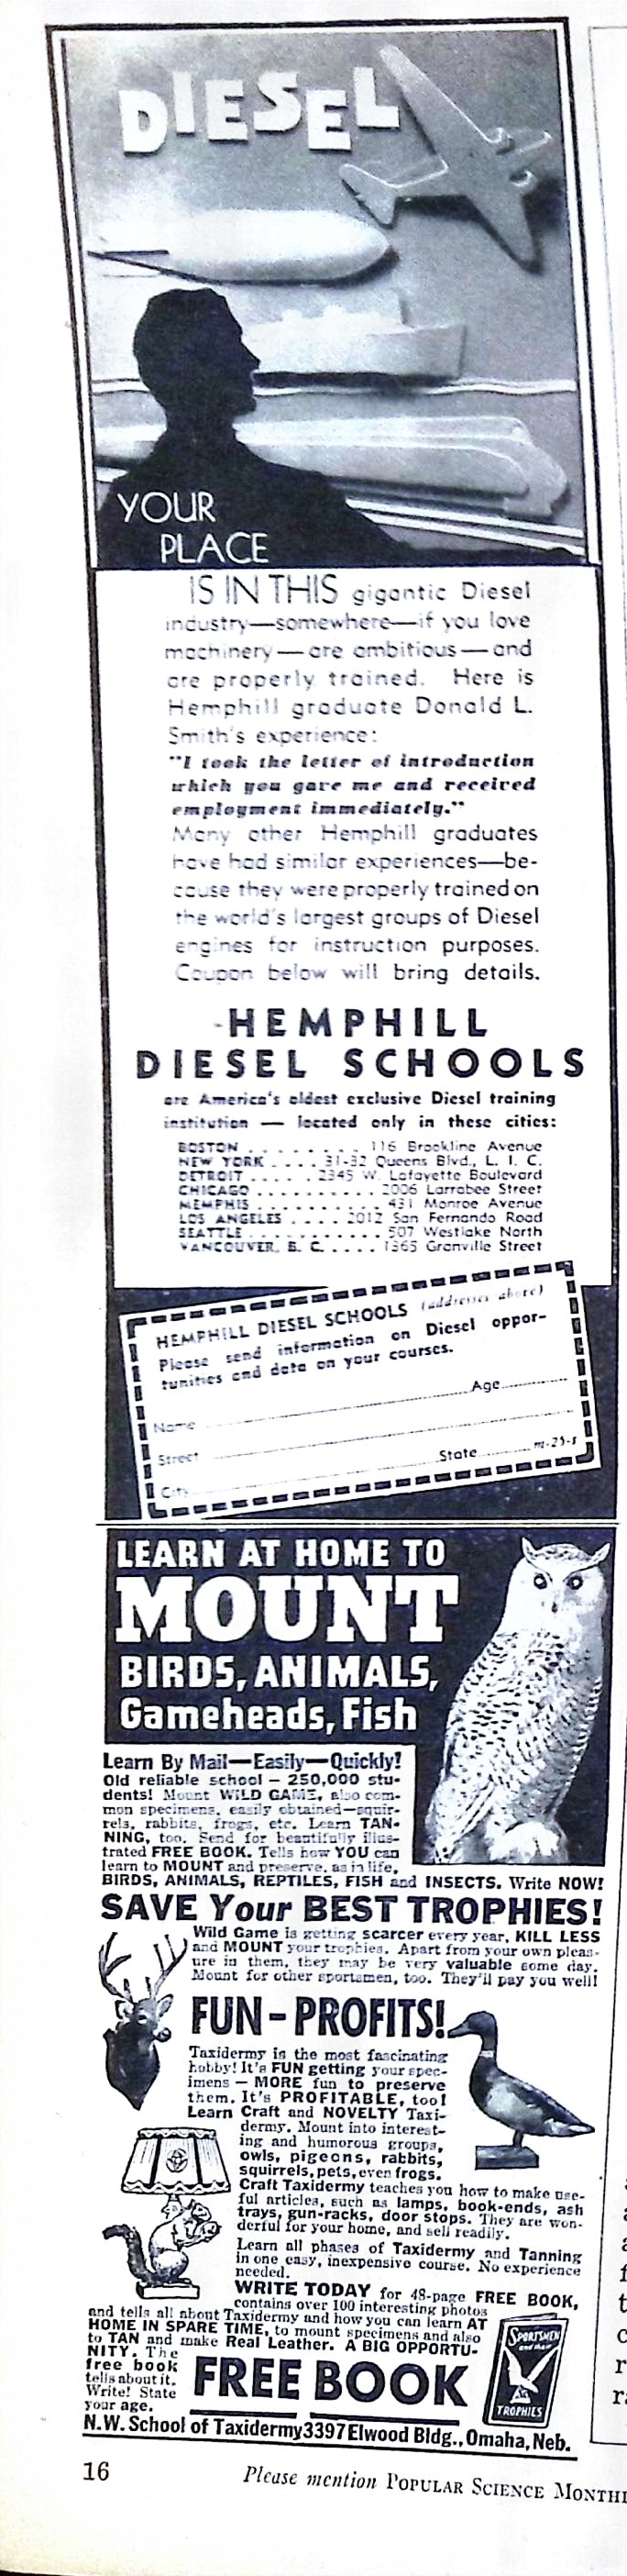 DIESEL
YOUR
PLACE
IS IN THIS gigantic Diesel
industry—somewhere—if you love
machinery—are ambitious—and
are properly trained. Here is
Hemphill graduate Donald L.
Smith's experience:
"I took the letter of introduction
which you gave me and received
employment immediately."
Many other Hemphill graduates
have had similar experiences—be-
cause they were properly trained on
the world's largest groups of Diesel
engines for instruction purposes.
Coupon below will bring details.
HEMPHILL
DIESEL SCHOOLS
are America's oldest exclusive Diesel training
institution — located only in these cities:
BOSTON . . . . . . . . . 116 Brookline Avenue
NEW YORK . . . . 31-32 Queens Blvd., L. I. C.
DETROIT . . . . . 2345 W. Lafayette Boulevard
CHICAGO . . . . . . . . . . 2006 Larrabee Street
MEMPHIS . . . . . . . . . . . 431 Monroe Avenue
LOS ANGELES . . . . 2012 San Fernando Road
SEATTLE . . . . . . . . . . . 507 Westlake North
VANCOUVER, B. C. . . . . 1365 Granville Street
HEMPHILL DIESEL SCHOOLS (addresses above)
Please send information on Diesel oppor-
tunities and data on your courses.
Name Age
Street
City State m-25-1
LEARN AT HOME TO
MOUNT
BIRDS, ANIMALS,
Gameheads, Fish
Learn By Mail—Easily—Quickly!
Old reliable school — 250,000 stu-
dents! Mount WILD GAME, also com-
mon specimens, easily obtained—squir-
rels, rabbits, frogs, etc. Learn TAN-
NING, too. Send for beautifully illus-
trated FREE BOOK. Tells how YOU can
learn to MOUNT and preserve, as in life,
BIRDS, ANIMALS, REPTILES, FISH and INSECTS. Write NOW!
SAVE Your BEST TROPHIES!
Wild Game is getting scarcer every year, KILL LESS
and MOUNT your trophies. Apart from your own pleas-
ure in them, they may be very valuable some day.
Mount for other sportsmen, too. They'll pay you well!
FUN – PROFITS!
Taxidermy is the most fascinating
hobby! It's FUN getting your spec-
imens — MORE fun to preserve
them. It's PROFITABLE, too!
Learn Craft and NOVELTY Taxi-
dermy. Mount into interest-
ing and humorous groups,
owls, pigeons, rabbits,
squirrels, pets, even frogs.
Craft Taxidermy teaches you how to make use-
ful articles, such as lamps, book-ends, ash
trays, gun-racks, door stops. They are won-
derful for your home, and sell readily.
Learn all phases of Taxidermy and Tanning
in one easy, inexpensive course. No experience
needed.
WRITE TODAY for 48-page FREE BOOK,
contains over 100 interesting photos
and tells all about Taxidermy and how you can learn AT
HOME IN SPARE TIME, to mount specimens and also
to TAN and make Real Leather. A BIG OPPORTU-
NITY. The
free book
tells about it.
Write! State
your age.
FREE BOOK
SPORTSMEN
and their
TROPHIES
N.W. School of Taxidermy 3397 Elwood Bldg., Omaha, Neb.
16
Please mention POPULAR SCIENCE MONTHL